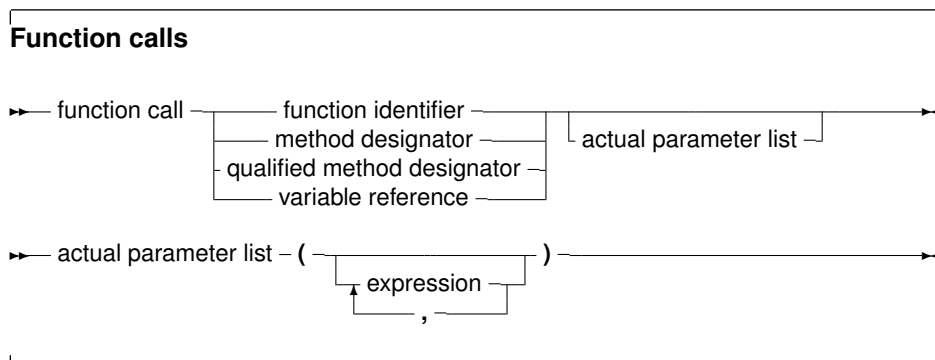 Function calls
function call function identifier
method designator actual parameter list
qualified method designator
variable reference
actual parameter list ( )
expression
,